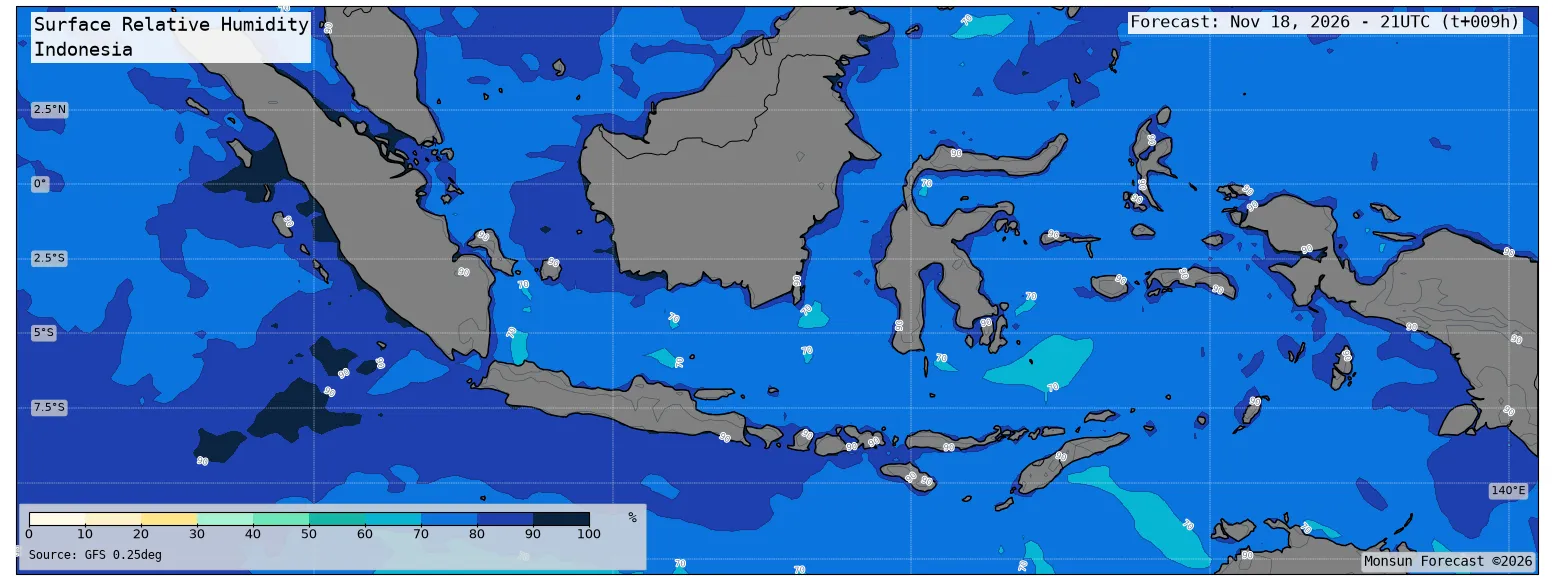 Surface Relative Humidity
Indonesia
Forecast: Nov 18, 2026 - 21UTC (t+009h)
2.5°N
0°
2.5°S
5°S
7.5°S
140°E
0 10 20 30 40 50 60 70 80 90 100 %
Source: GFS 0.25deg
Monsun Forecast ©2026